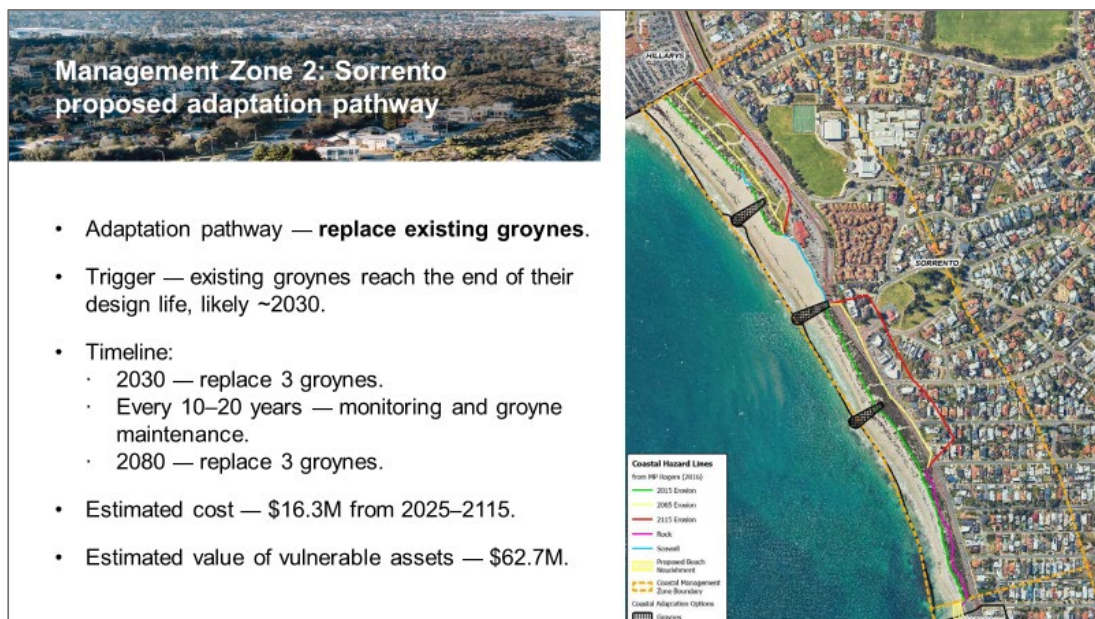 Management Zone 2: Sorrento
proposed adaptation pathway
• Adaptation pathway — replace existing groynes.
• Trigger — existing groynes reach the end of their
design life, likely ~2030.
• Timeline:
· 2030 — replace 3 groynes.
· Every 10–20 years — monitoring and groyne
maintenance.
· 2080 — replace 3 groynes.
• Estimated cost — $16.3M from 2025–2115.
• Estimated value of vulnerable assets — $62.7M.
HILLARYS
SORRENTO
Coastal Hazard Lines
from MP Rogers (2016)
2015 Erosion
2065 Erosion
2115 Erosion
Rock
Seawall
Proposed Beach
Nourishment
Coastal Management
Zone Boundary
Coastal Adaptation Options
Groynes